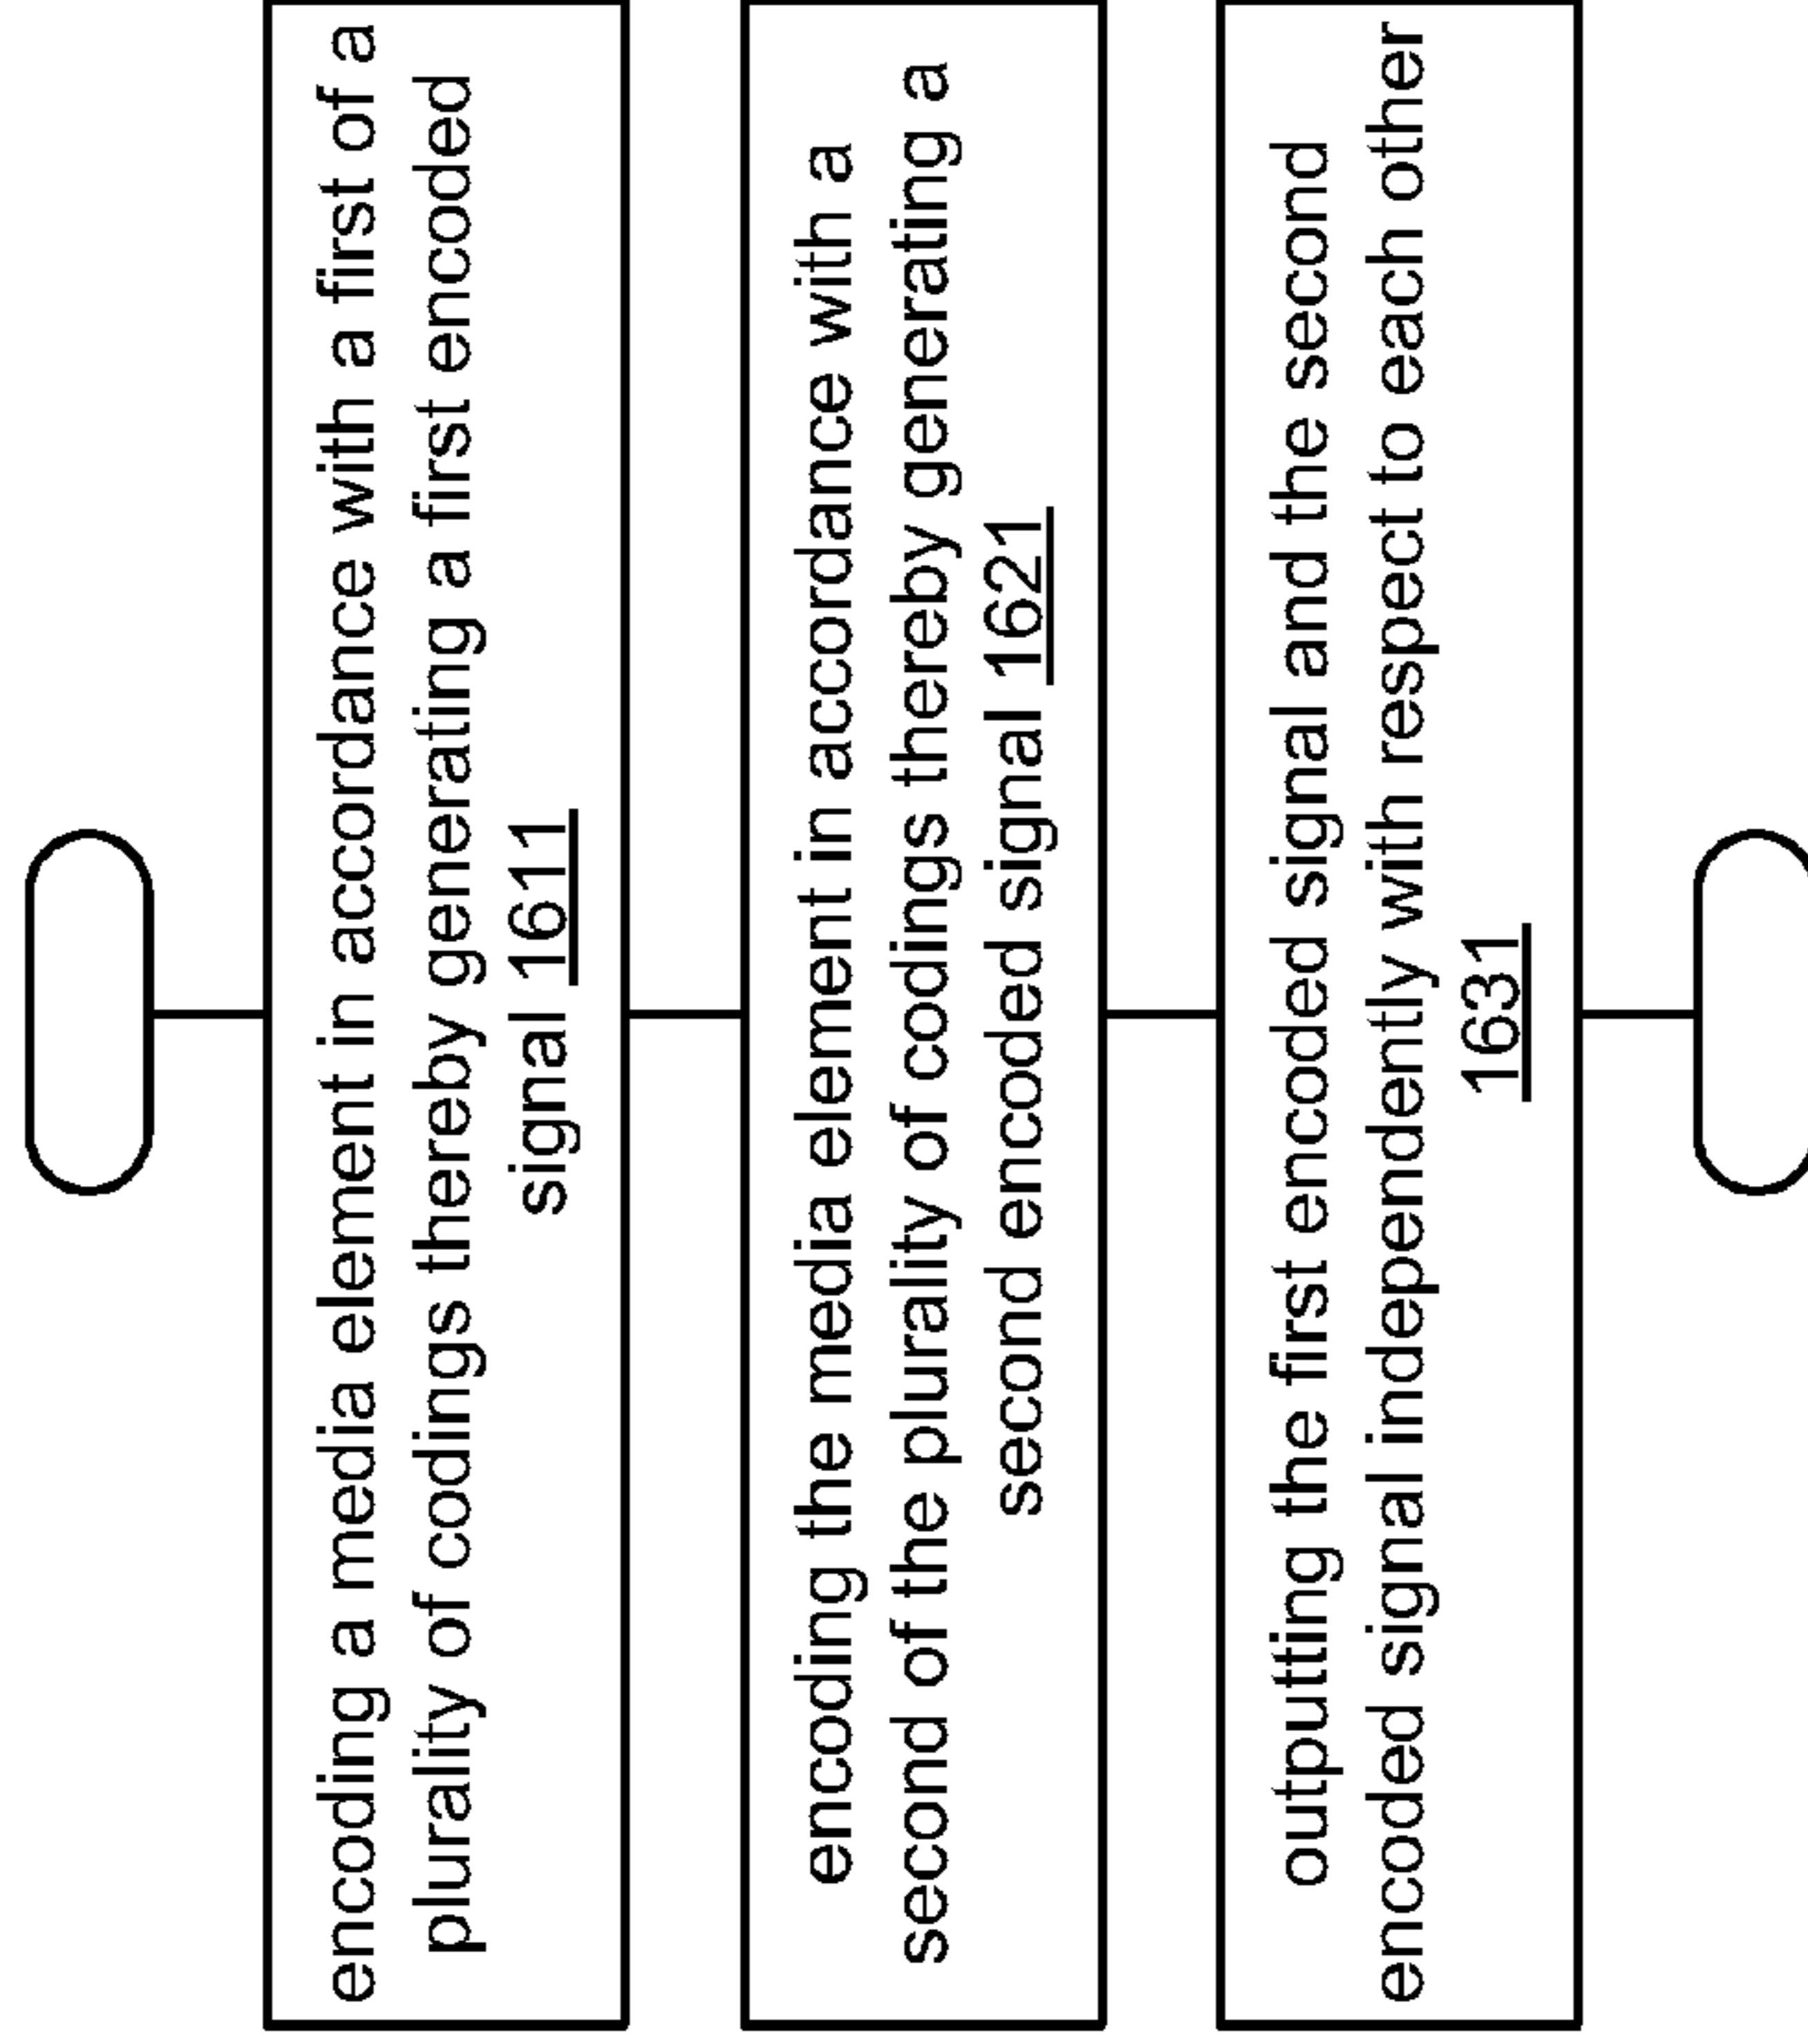 encoding a media element in accordance with a first of a
plurality of codings thereby generating a first encoded
signal 1611
encoding the media element in accordance with a
second of the plurality of codings thereby generating a
second encoded signal 1621
outputting the first encoded signal and the second
encoded signal independently with respect to each other
1631